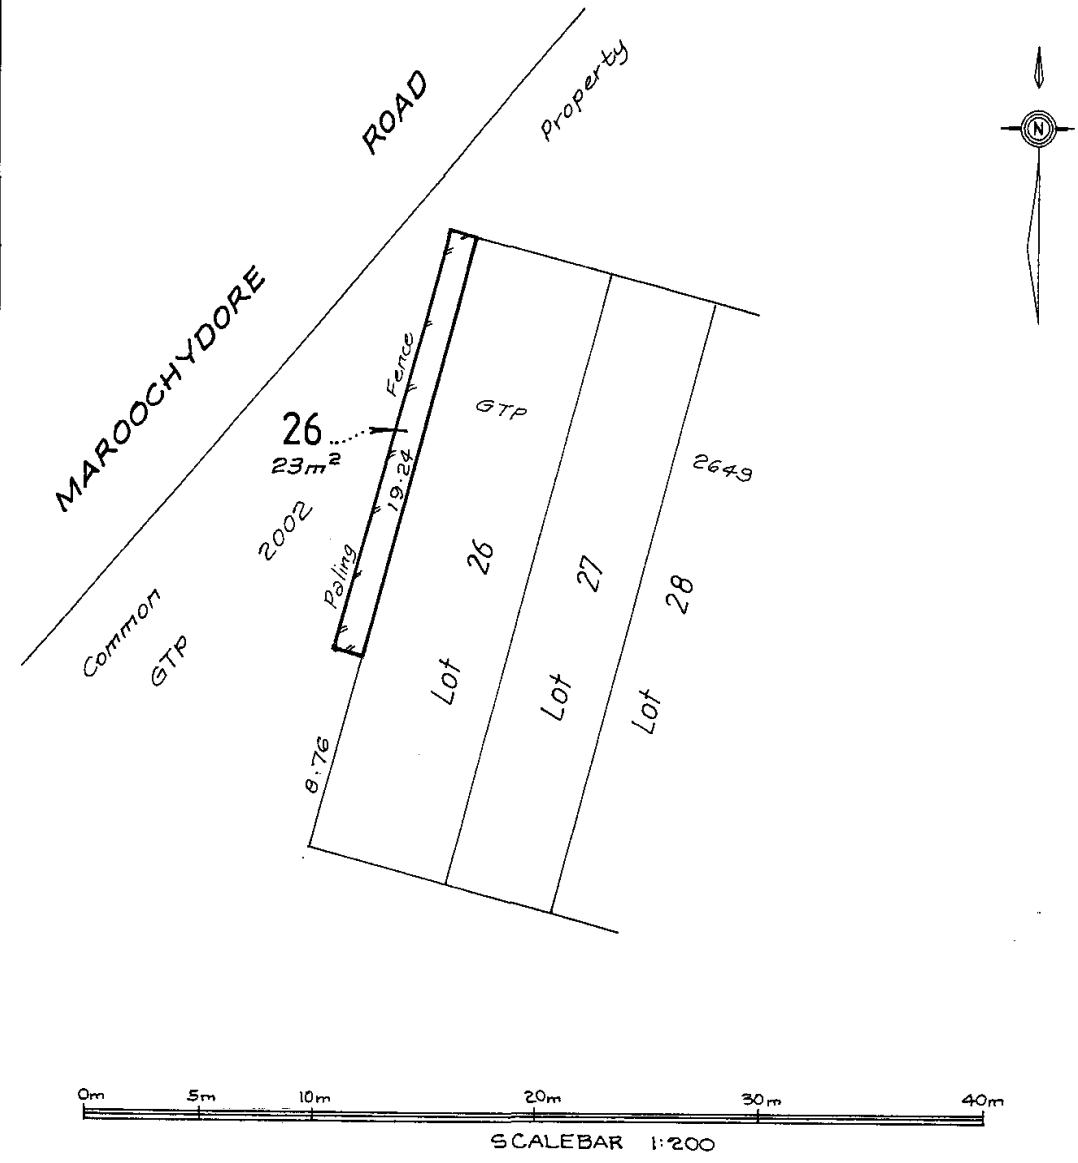 MAROOCHYDORE ROAD
Property
N
Fence
26
23m²
GTP
2649
19·24
2002
Paling
26
27
28
Common
GTP
Lot
Lot
Lot
8·76
0m 5m 10m 20m 30m 40m
SCALEBAR 1:200